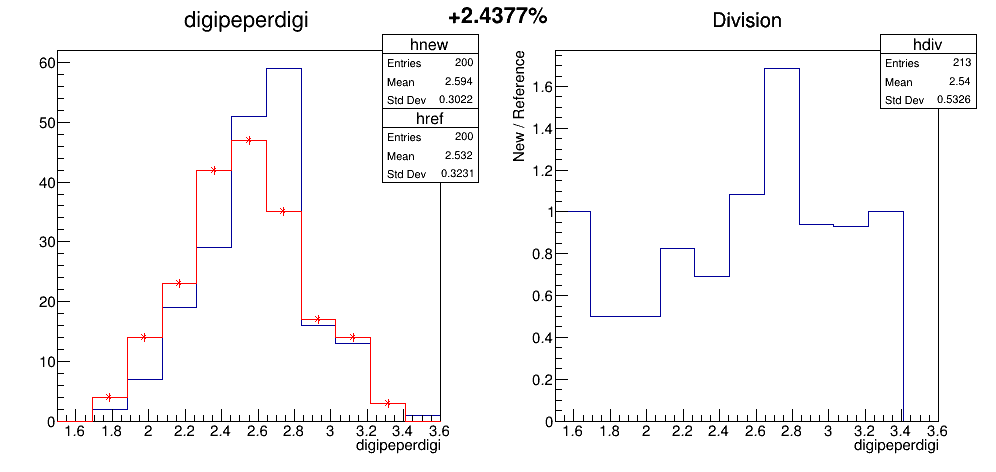 +2.4377%
digipeperdigi
hnew
Entries 200
Mean 2.594
Std Dev 0.3022
href
Entries 200
Mean 2.532
Std Dev 0.3231
60
50
40
30
20
10
0
1.6 1.8 2 2.2 2.4 2.6 2.8 3 3.2 3.4 3.6
digipeperdigi
Division
hdiv
Entries 213
Mean 2.54
Std Dev 0.5326
New / Reference
1.6
1.4
1.2
1
0.8
0.6
0.4
0.2
0
1.6 1.8 2 2.2 2.4 2.6 2.8 3 3.2 3.4 3.6
digipeperdigi